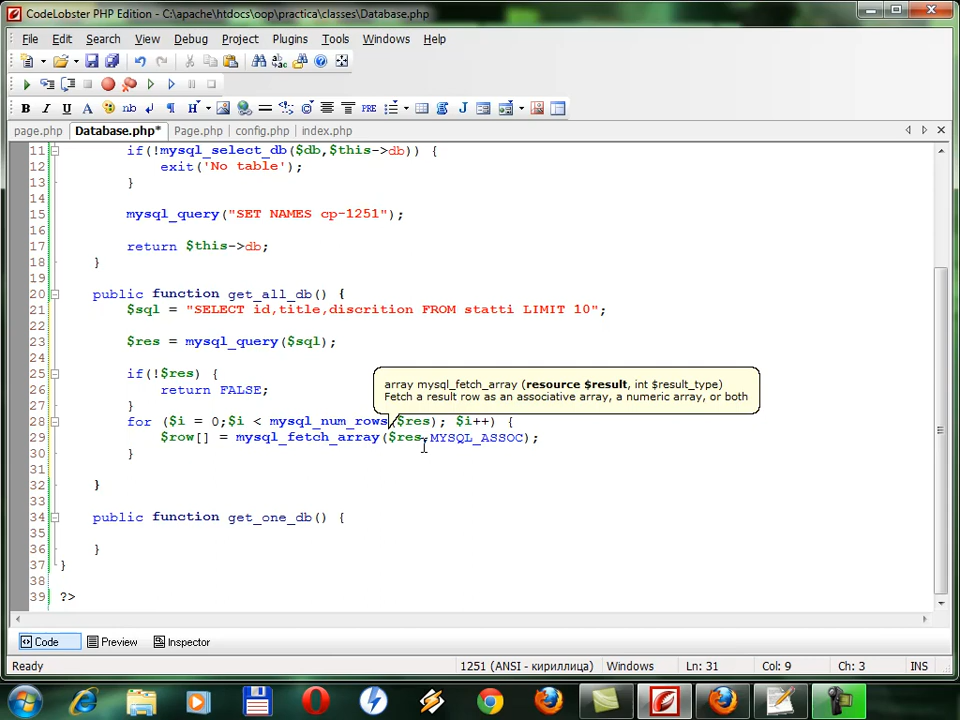 CodeLobster PHP Edition - C:\apache\htdocs\oop\practica\classes\Database.php
File Edit Search View Debug Project Plugins Tools Windows Help
B I U A nb H PRE J
page.php Database.php* Page.php config.php index.php
11 if(!mysql_select_db($db,$this->db)) {
12 exit('No table');
13 }
14
15 mysql_query("SET NAMES cp-1251");
16
17 return $this->db;
18 }
19
20 public function get_all_db() {
21 $sql = "SELECT id,title,discrition FROM statti LIMIT 10";
22
23 $res = mysql_query($sql);
24
25 if(!$res) {
array mysql_fetch_array (resource $result, int $result_type)
26 return FALSE;
Fetch a result row as an associative array, a numeric array, or both
27 }
28 for ($i = 0;$i < mysql_num_rows($res); $i++) {
29 $row[] = mysql_fetch_array($res,MYSQL_ASSOC);
30 }
31
32 }
33
34 public function get_one_db() {
35
36 }
37 }
38
39 ?>
Code Preview Inspector
Ready 1251 (ANSI - кириллица) Windows Ln: 31 Col: 9 Ch: 3 INS